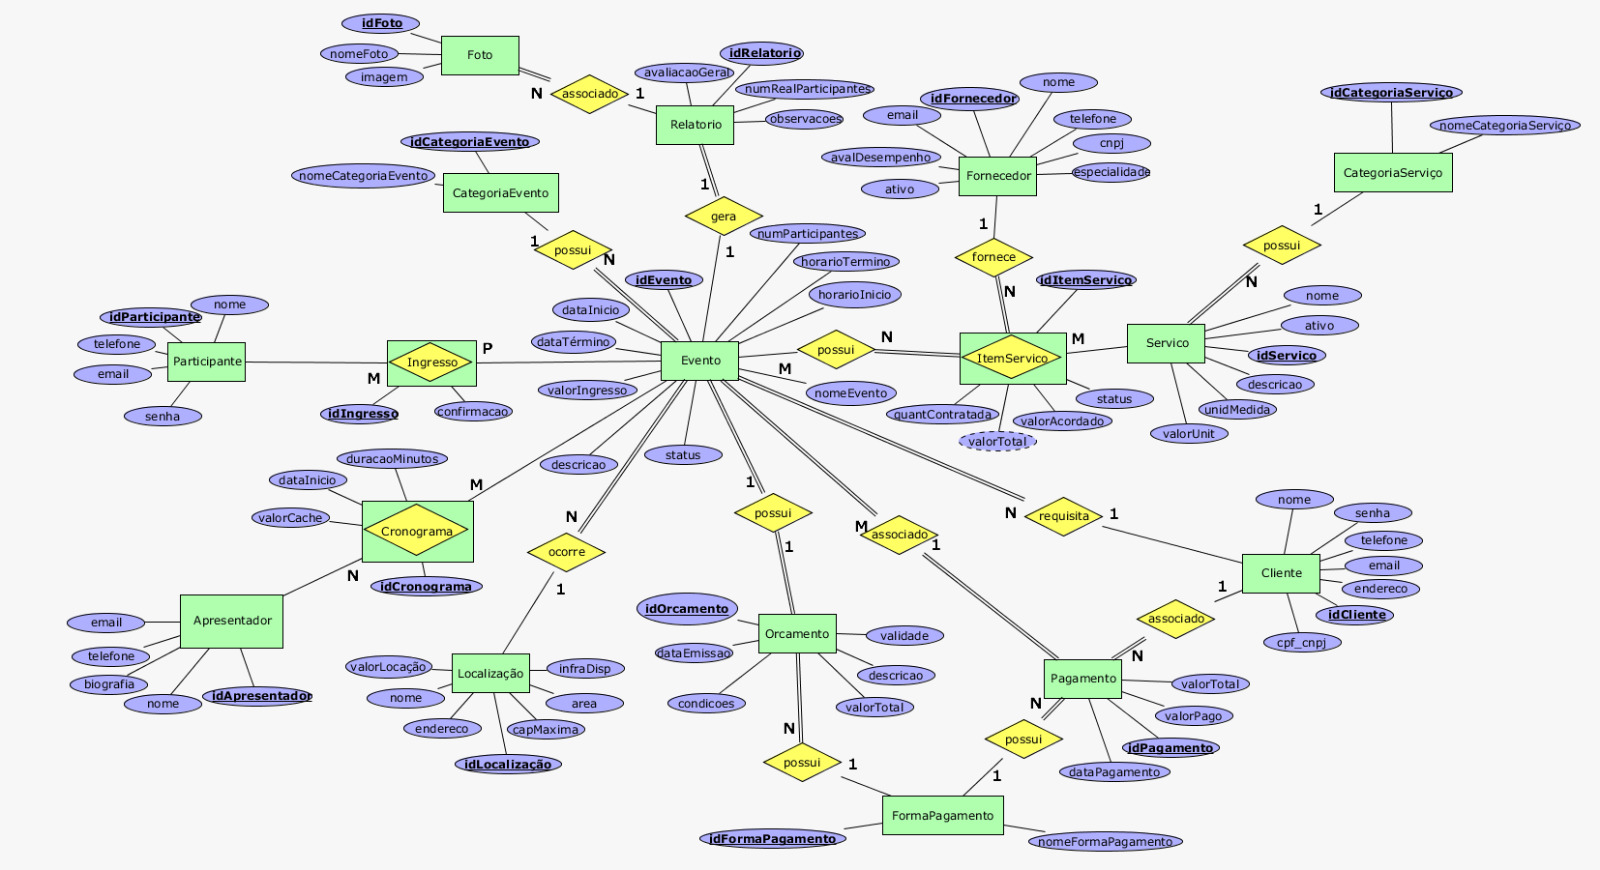 idFoto
nomeFoto
imagem
Foto
N
associado
1
idRelatorio
avaliacaoGeral
numRealParticipantes
observacoes
Relatorio
1
gera
1
idCategoriaEvento
nomeCategoriaEvento
CategoriaEvento
1
possui
N
idFornecedor
nome
email
telefone
cnpj
avalDesempenho
especialidade
ativo
Fornecedor
1
fornece
N
idCategoriaServiço
nomeCategoriaServiço
CategoriaServiço
1
possui
N
idParticipante
nome
telefone
email
senha
Participante
Ingresso
M
P
idIngresso
confirmacao
idEvento
numParticipantes
horarioTermino
horarioInicio
dataInicio
dataTérmino
valorIngresso
descricao
status
nomeEvento
Evento
possui
N
M
idItemServico
ItemServico
M
quantContratada
valorTotal
valorAcordado
status
Servico
nome
ativo
idServico
descricao
unidMedida
valorUnit
duracaoMinutos
dataInicio
valorCache
Cronograma
M
N
idCronograma
Apresentador
email
telefone
biografia
nome
idApresentador
N
ocorre
1
Localização
valorLocação
nome
endereco
idLocalização
capMaxima
area
infraDisp
1
possui
1
Orcamento
idOrcamento
dataEmissao
condicoes
validade
descricao
valorTotal
N
possui
1
FormaPagamento
idFormaPagamento
nomeFormaPagamento
M
associado
1
N
requisita
1
Cliente
nome
senha
telefone
email
endereco
idCliente
cpf_cnpj
1
associado
N
Pagamento
valorTotal
valorPago
idPagamento
dataPagamento
N
possui
1